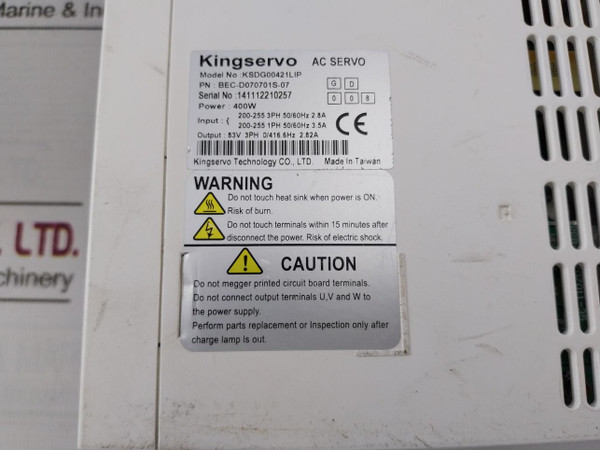 Marine & In
. LTD.
chinery
Kingservo AC SERVO
Model No :KSDG00421LIP
PN : BEC-D070701S-07
G D
Serial No :141112210257
0 0 8
Power : 400W
Input : { 200-255 3PH 50/60Hz 2.8A
200-255 1PH 50/60Hz 3.5A
CE
Output : 83V 3PH 0/416.6Hz 2.82A
Kingservo Technology CO., LTD. Made In Taiwan
WARNING
Do not touch heat sink when power is ON.
Risk of burn.
Do not touch terminals within 15 minutes after
disconnect the power. Risk of electric shock.
CAUTION
Do not megger printed circuit board terminals.
Do not connect output terminals U,V and W to
the power supply.
Perform parts replacement or Inspection only after
charge lamp Is out.